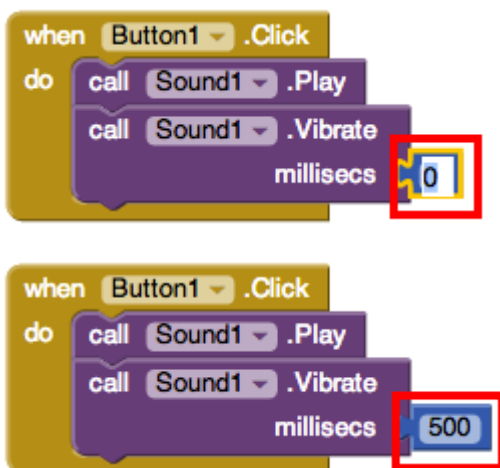 when Button1 .Click
do call Sound1 .Play
call Sound1 .Vibrate
millisecs 0
when Button1 .Click
do call Sound1 .Play
call Sound1 .Vibrate
millisecs 500